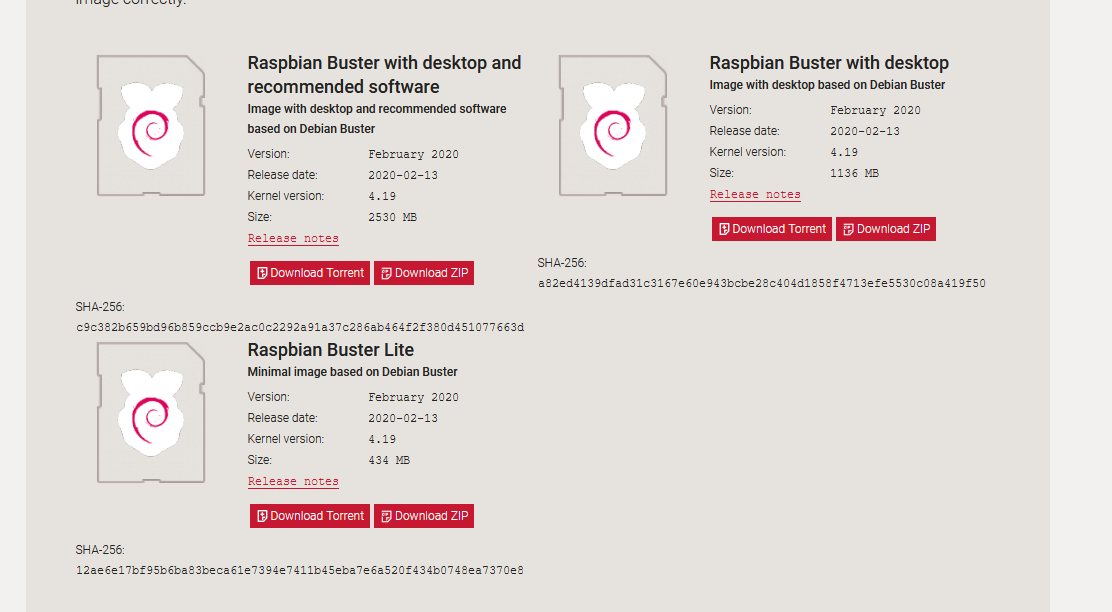 image correctly.
Raspbian Buster with desktop and
recommended software
Image with desktop and recommended software
based on Debian Buster
Version: February 2020
Release date: 2020-02-13
Kernel version: 4.19
Size: 2530 MB
Release notes
Download Torrent Download ZIP
SHA-256:
c9c382b659bd96b859ccb9e2ac0c2292a91a37c286ab464f2f380d451077663d
Raspbian Buster with desktop
Image with desktop based on Debian Buster
Version: February 2020
Release date: 2020-02-13
Kernel version: 4.19
Size: 1136 MB
Release notes
Download Torrent Download ZIP
SHA-256:
a82ed4139dfad31c3167e60e943bcbe28c404d1858f4713efe5530c08a419f50
Raspbian Buster Lite
Minimal image based on Debian Buster
Version: February 2020
Release date: 2020-02-13
Kernel version: 4.19
Size: 434 MB
Release notes
Download Torrent Download ZIP
SHA-256:
12ae6e17bf95b6ba83beca61e7394e7411b45eba7e6a520f434b0748ea7370e8